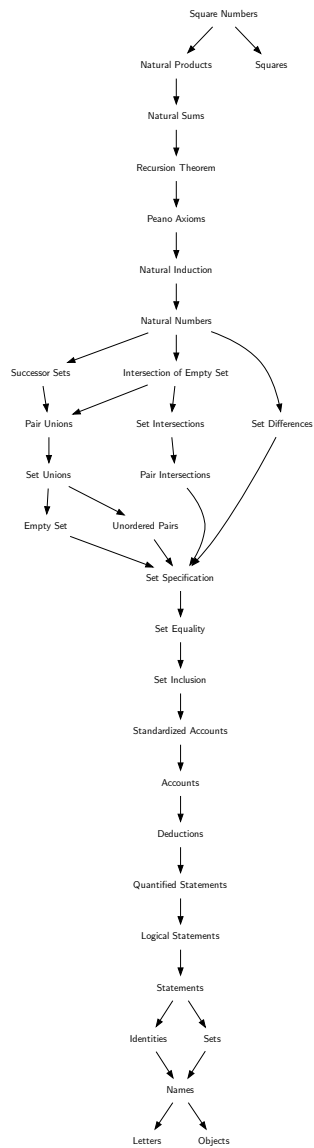 Square Numbers
Natural Products Squares
Natural Sums
Recursion Theorem
Peano Axioms
Natural Induction
Natural Numbers
Successor Sets Intersection of Empty Set
Pair Unions Set Intersections Set Differences
Set Unions Pair Intersections
Empty Set Unordered Pairs
Set Specification
Set Equality
Set Inclusion
Standardized Accounts
Accounts
Deductions
Quantified Statements
Logical Statements
Statements
Identities Sets
Names
Letters Objects